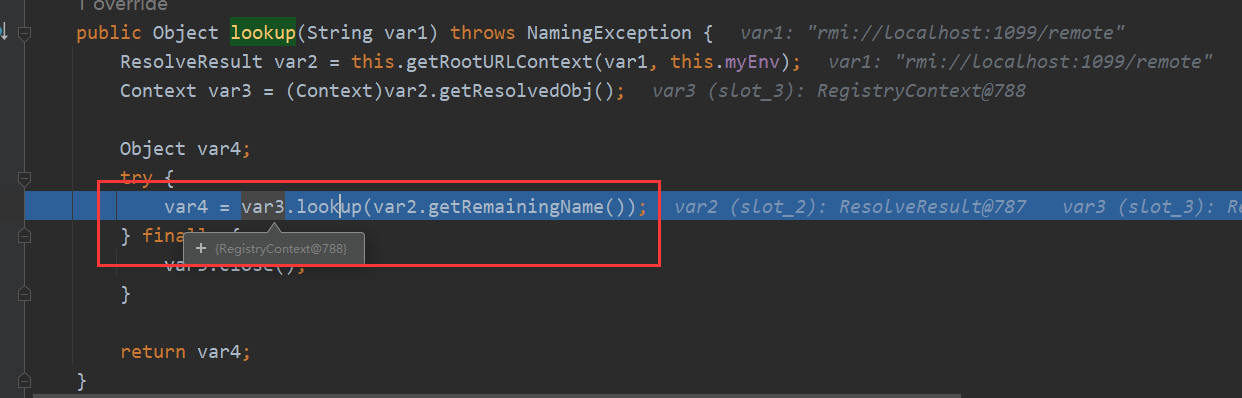 1 override
public Object lookup(String var1) throws NamingException { var1: "rmi://localhost:1099/remote"
ResolveResult var2 = this.getRootURLContext(var1, this.myEnv); var1: "rmi://localhost:1099/remote"
Context var3 = (Context)var2.getResolvedObj(); var3 (slot_3): RegistryContext@788
Object var4;
try {
var4 = var3.lookup(var2.getRemainingName()); var2 (slot_2): ResolveResult@787 var3 (slot_3): Re
} finall {
+ {RegistryContext@788}
var3.close();
}
return var4;
}